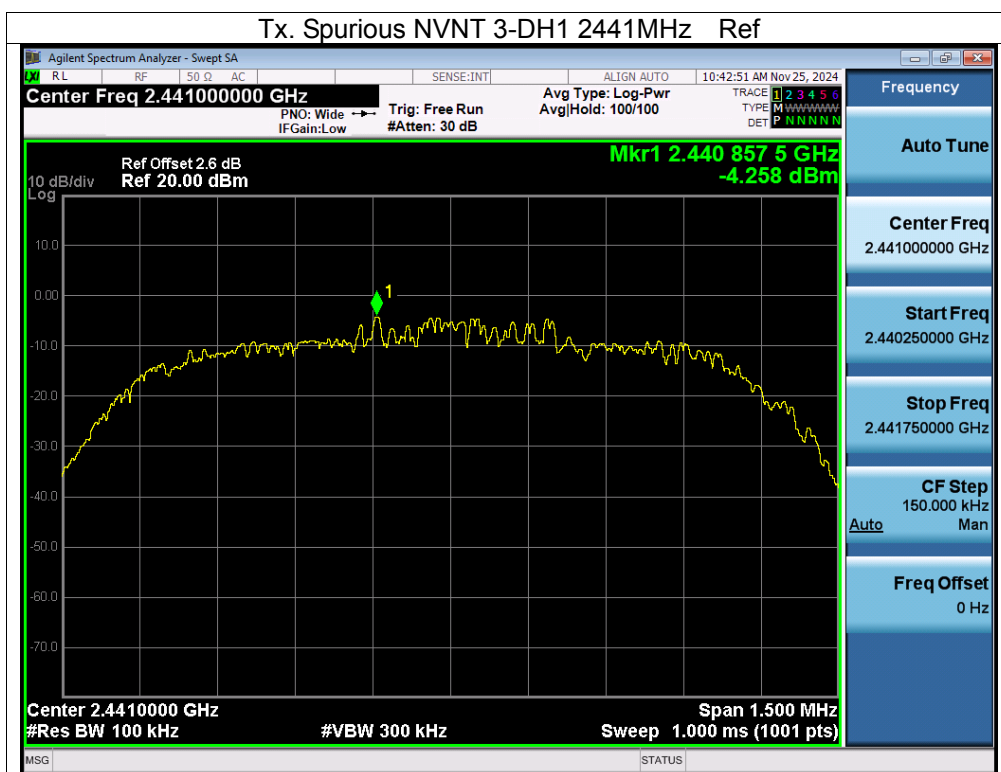 Tx. Spurious NVNT 3-DH1 2441MHz Ref
Agilent Spectrum Analyzer - Swept SA
LXI RL RF 50 Ω AC SENSE:INT ALIGN AUTO 10:42:51 AM Nov 25, 2024
Center Freq 2.441000000 GHz
PNO: Wide
IFGain:Low
Trig: Free Run
#Atten: 30 dB
Avg Type: Log-Pwr
Avg|Hold: 100/100
TRACE 1 2 3 4 5 6
TYPE M WWWWW
DET P N N N N N
Ref Offset 2.6 dB
Ref 20.00 dBm
10 dB/div
Log
Mkr1 2.440 857 5 GHz
-4.258 dBm
10.0
0.00
-10.0
-20.0
-30.0
-40.0
-50.0
-60.0
-70.0
1
Center 2.4410000 GHz
Span 1.500 MHz
#Res BW 100 kHz
#VBW 300 kHz
Sweep 1.000 ms (1001 pts)
MSG
STATUS
Frequency
Auto Tune
Center Freq
2.441000000 GHz
Start Freq
2.440250000 GHz
Stop Freq
2.441750000 GHz
CF Step
150.000 kHz
Auto Man
Freq Offset
0 Hz